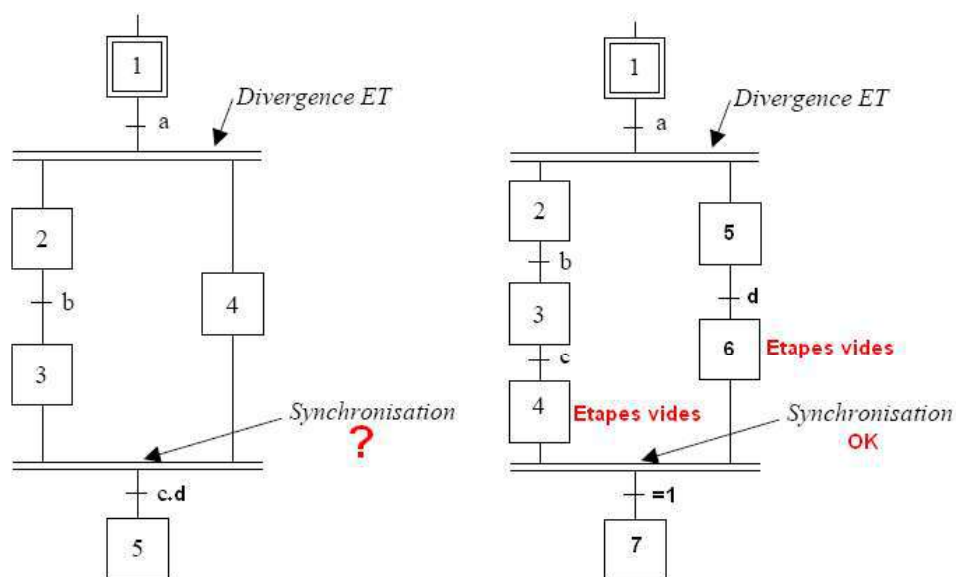 1
Divergence ET
a
2
4
b
3
Synchronisation
?
c.d
5
1
Divergence ET
a
2
5
b
d
3
6
Etapes vides
c
4
Etapes vides
Synchronisation
OK
=1
7